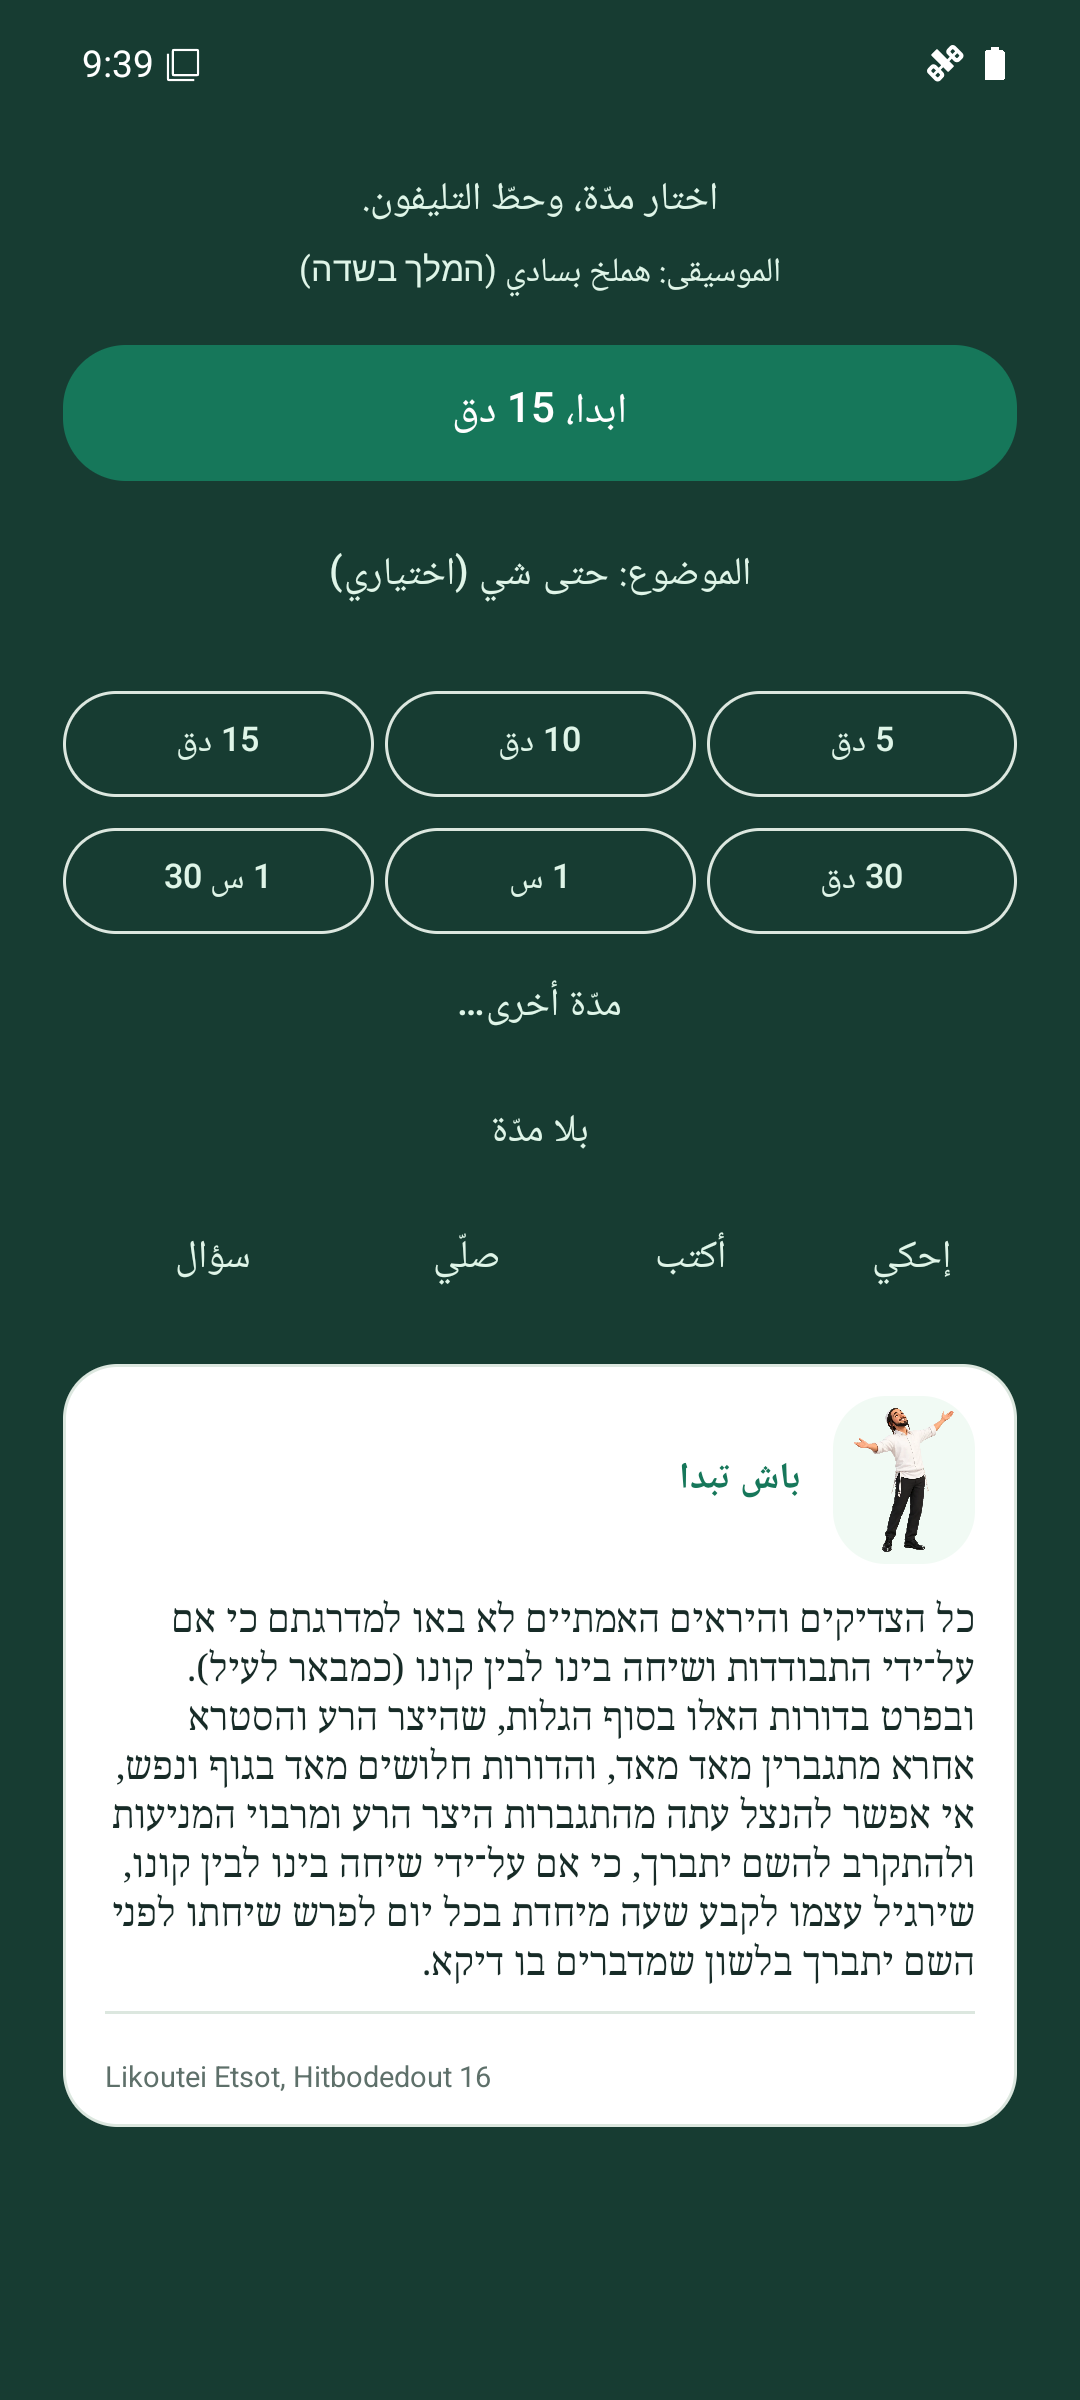 9:39
اختار مدّة، وحطّ التليفون.
الموسيقى: هملخ بسادي (המלך בשדה)
ابدا، 15 دق
الموضوع: حتى شي (اختياري)
5 دق
10 دق
15 دق
30 دق
1 س
1 س 30
مدّة أخرى...
بلا مدّة
إحكي
أكتب
صلّي
سؤال
باش تبدا
כל הצדיקים והיראים האמתיים לא באו למדרגתם כי אם
על־ידי התבודדות ושיחה בינו לבין קונו (כמבאר לעיל).
ובפרט בדורות האלו בסוף הגלות, שהיצר הרע והסטרא
אחרא מתגברין מאד מאד, והדורות חלושים מאד בגוף ונפש,
אי אפשר להנצל עתה מהתגברות היצר הרע ומרבוי המניעות
ולהתקרב להשם יתברך, כי אם על־ידי שיחה בינו לבין קונו,
שירגיל עצמו לקבע שעה מיחדת בכל יום לפרש שיחתו לפני
השם יתברך בלשון שמדברים בו דיקא.
Likoutei Etsot, Hitbodedout 16